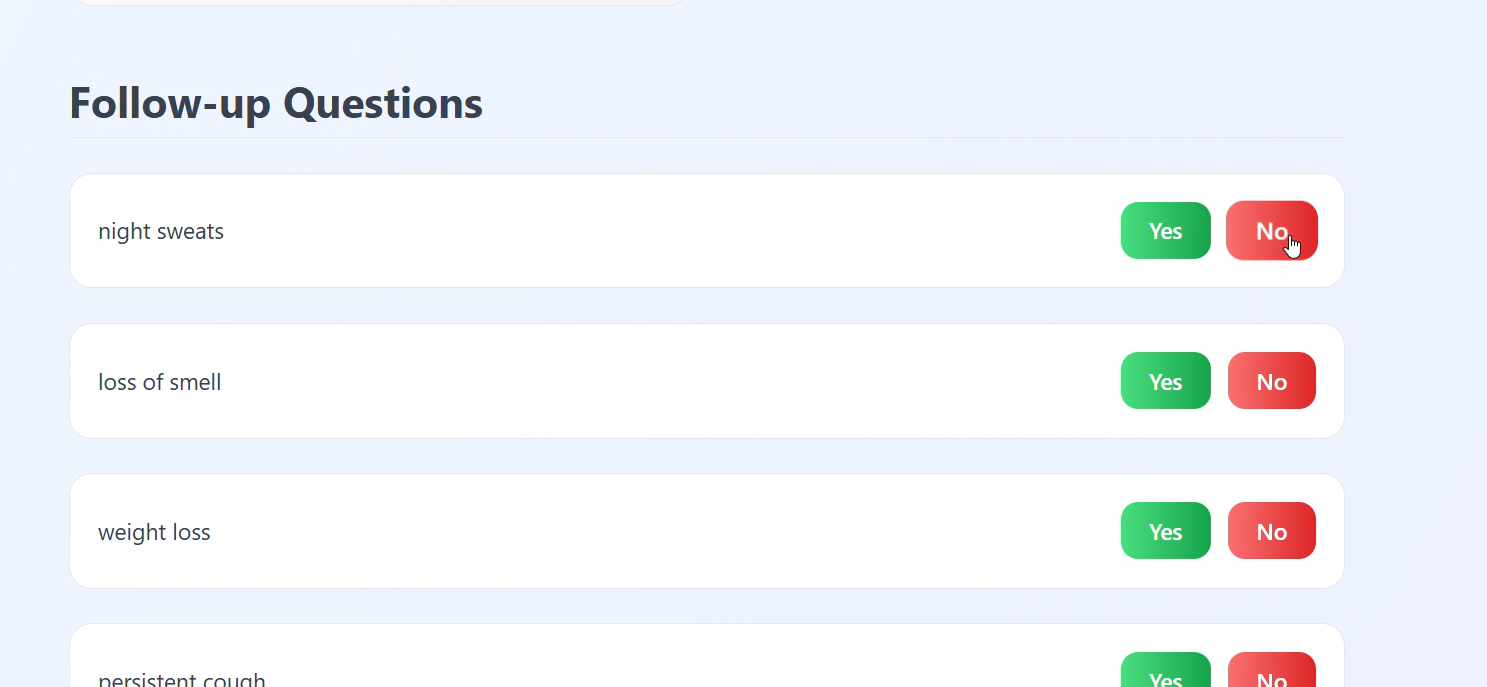 Follow-up Questions
night sweats
Yes
No
loss of smell
Yes
No
weight loss
Yes
No
persistent cough
Yes
No